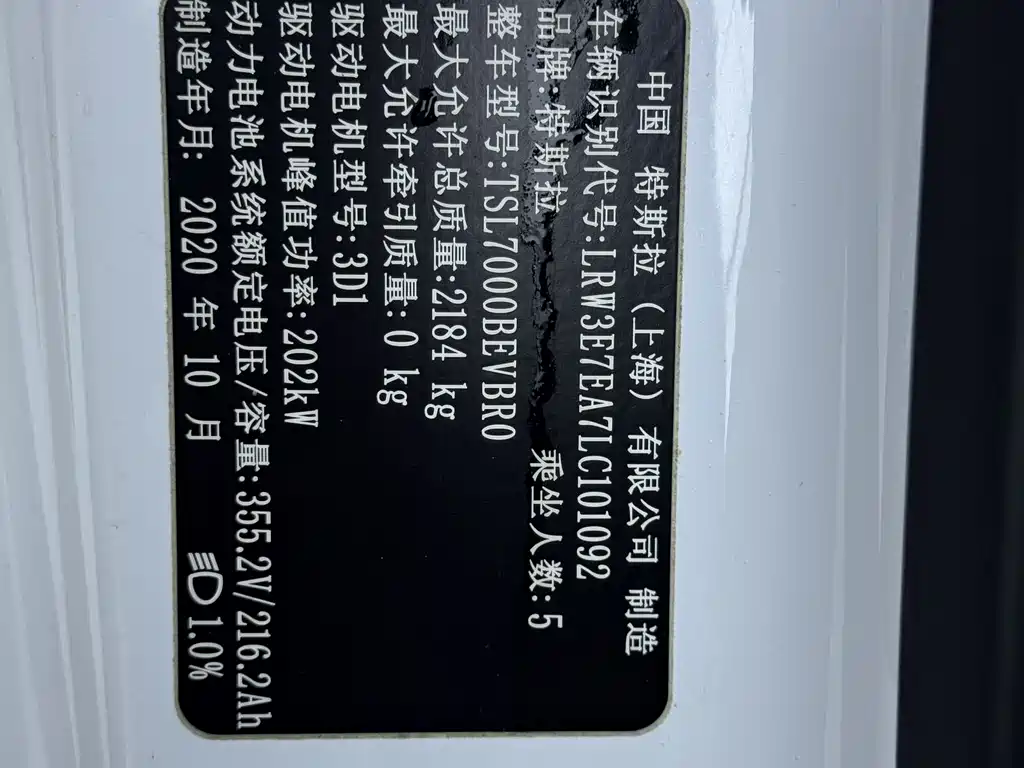 中国 特斯拉（上海）有限公司 制造
车辆识别代号:LRW3E7EA7LC101092
品牌:特斯拉 乘坐人数:5
整车型号:TSL7000BEVBR0
最大允许总质量:2184 kg
最大允许牵引质量:0 kg
驱动电机型号:3D1
驱动电机峰值功率:202kW
动力电池系统额定电压/容量:355.2V/216.2Ah
制造年月: 2020 年 10 月 1.0%